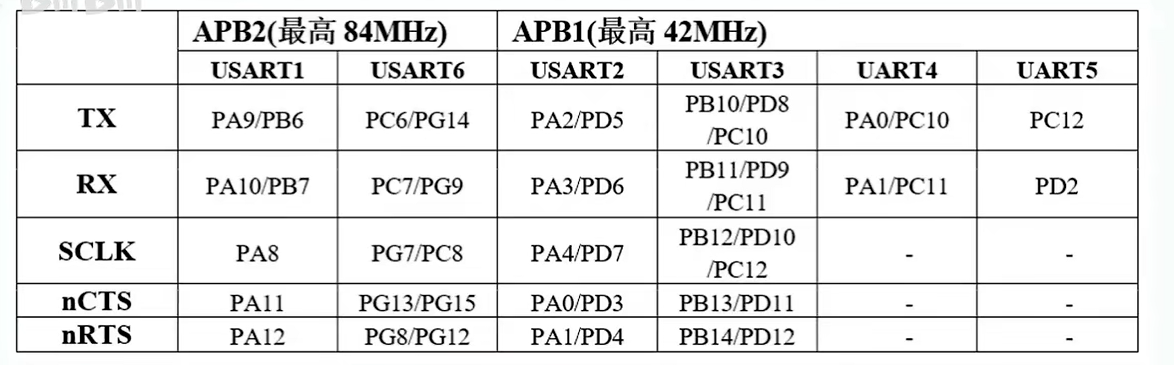 APB2(最高 84MHz) APB1(最高 42MHz)
USART1 USART6 USART2 USART3 UART4 UART5
TX PA9/PB6 PC6/PG14 PA2/PD5 PB10/PD8 /PC10 PA0/PC10 PC12
RX PA10/PB7 PC7/PG9 PA3/PD6 PB11/PD9 /PC11 PA1/PC11 PD2
SCLK PA8 PG7/PC8 PA4/PD7 PB12/PD10 /PC12 - -
nCTS PA11 PG13/PG15 PA0/PD3 PB13/PD11 - -
nRTS PA12 PG8/PG12 PA1/PD4 PB14/PD12 - -